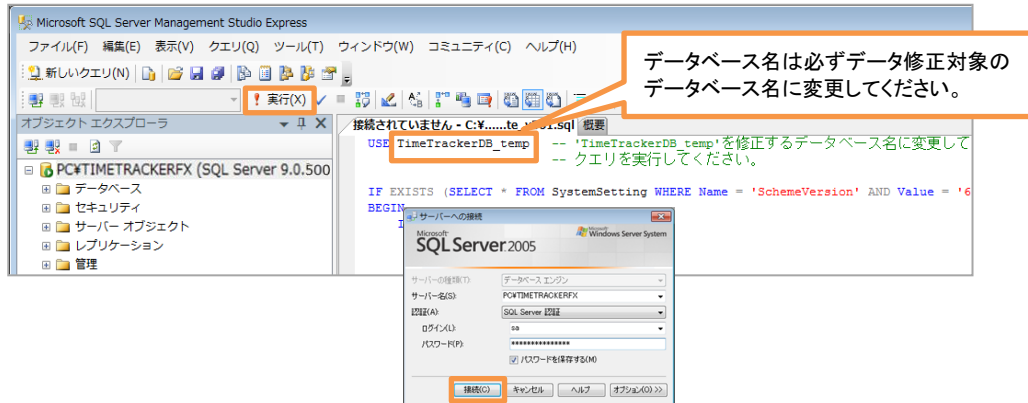 Microsoft SQL Server Management Studio Express
ファイル(F) 編集(E) 表示(V) クエリ(Q) ツール(T) ウィンドウ(W) コミュニティ(C) ヘルプ(H)
データベース名は必ずデータ修正対象の
データベース名に変更してください。
新しいクエリ(N)
実行(X)
オブジェクト エクスプローラ
接続されていません - C:¥......te_v561.sql 概要
USE TimeTrackerDB_temp -- 'TimeTrackerDB_temp'を修正するデータベース名に変更して
-- クエリを実行してください。
PC¥TIMETRACKERFX (SQL Server 9.0.500
データベース
セキュリティ
サーバー オブジェクト
レプリケーション
管理
IF EXISTS (SELECT * FROM SystemSetting WHERE Name = 'SchemeVersion' AND Value = '6
BEGIN
I
サーバーへの接続
Microsoft
SQL Server 2005
Microsoft
Windows Server System
サーバーの種類(T):
データベース エンジン
サーバー名(S):
PC¥TIMETRACKERFX
認証(A):
SQL Server 認証
ログイン(L):
sa
パスワード(P):
***************
パスワードを保存する(M)
接続(C)
キャンセル
ヘルプ
オプション(O) >>